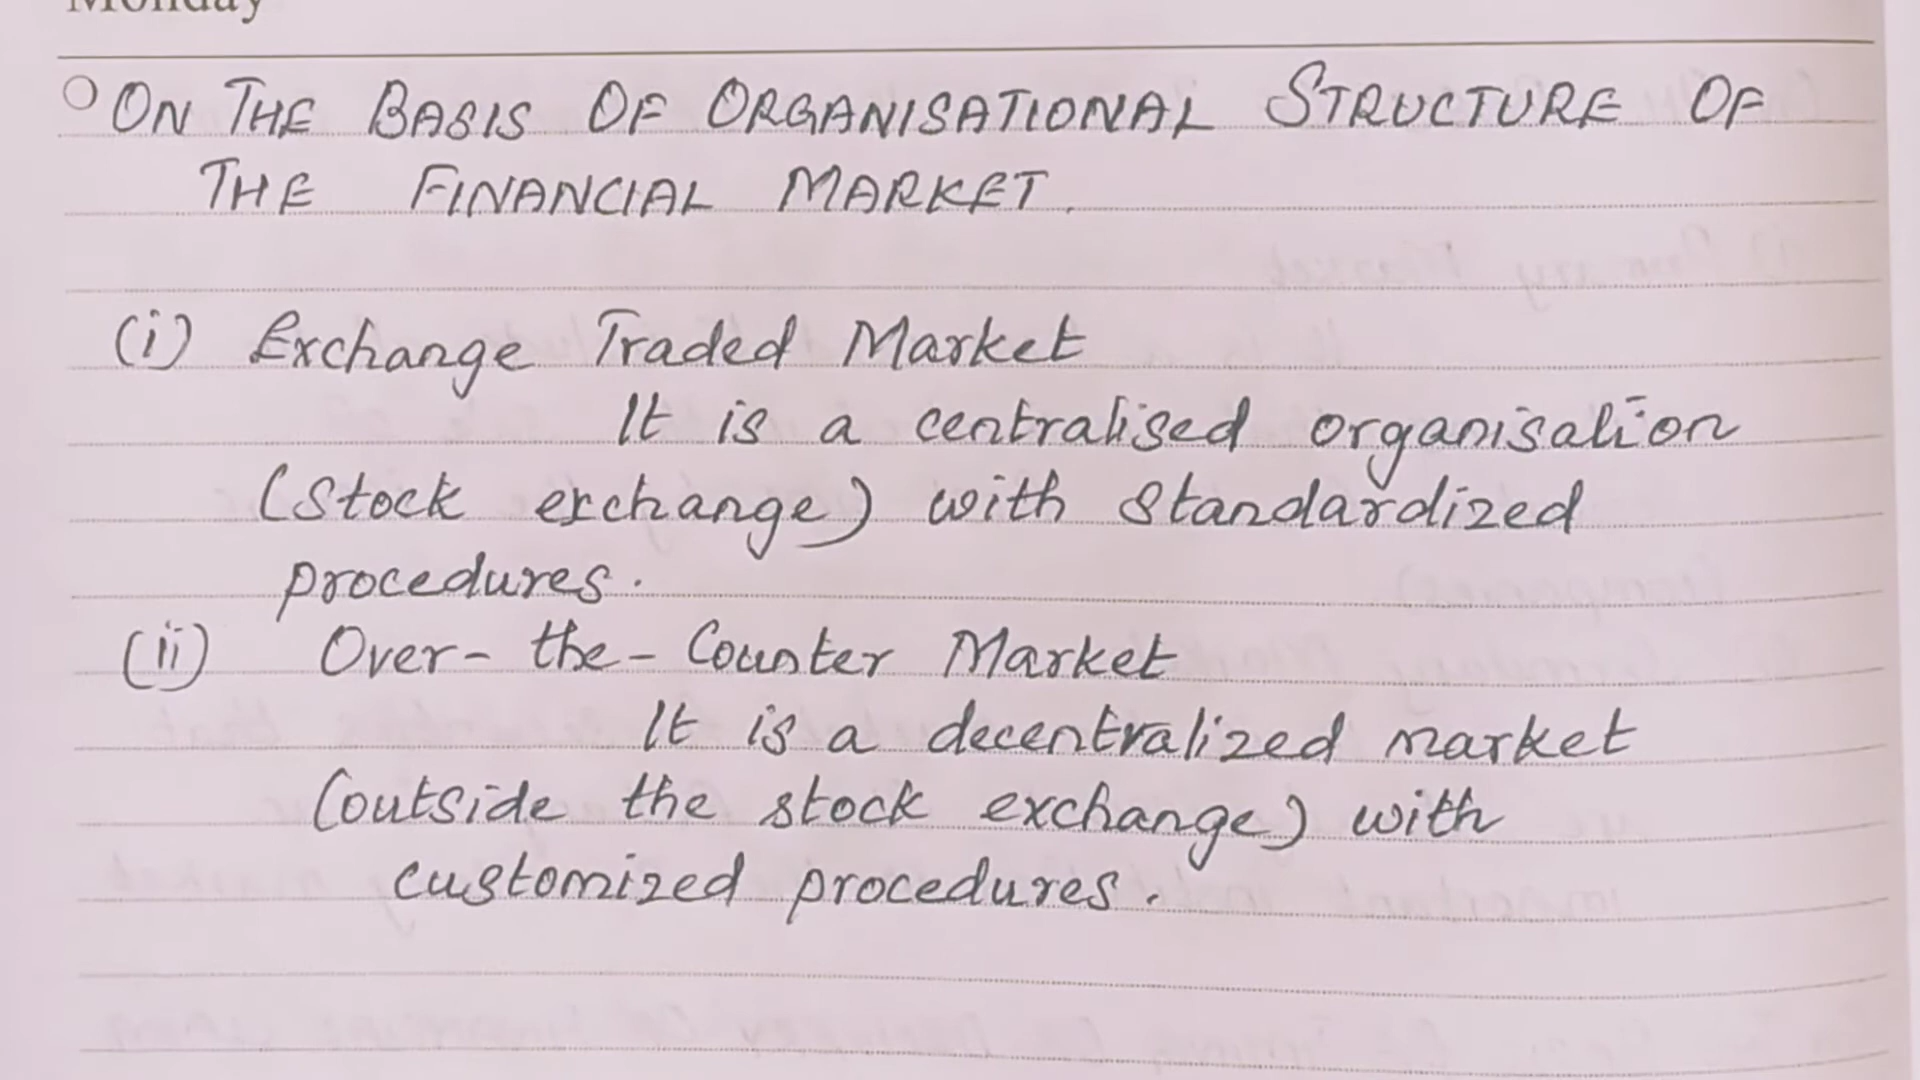 Monday
ON THE BASIS OF ORGANISATIONAL STRUCTURE OF
THE FINANCIAL MARKET.
(i) Exchange Traded Market
It is a centralised organisation
(Stock exchange) with standardized
procedures.
(ii) Over-the-Counter Market
It is a decentralized market
(outside the stock exchange) with
customized procedures.